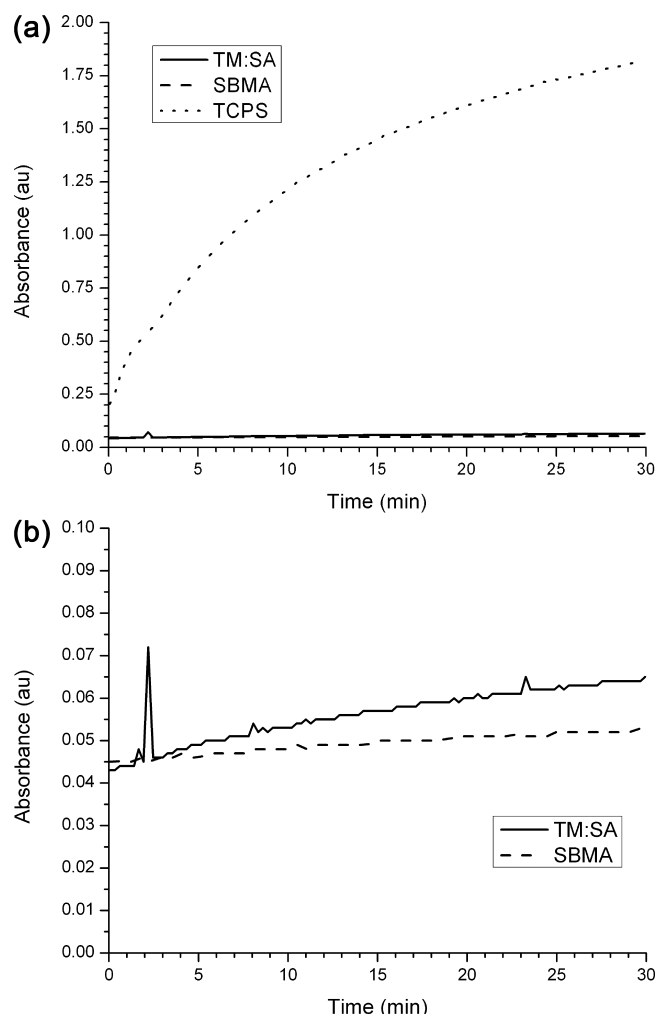 (a)
2.00
1.75
1.50
1.25
1.00
0.75
0.50
0.25
0.00
Absorbance (au)
TM:SA
SBMA
TCPS
0 5 10 15 20 25 30
Time (min)
(b)
0.10
0.09
0.08
0.07
0.06
0.05
0.04
0.03
0.02
0.01
0.00
Absorbance (au)
TM:SA
SBMA
0 5 10 15 20 25 30
Time (min)